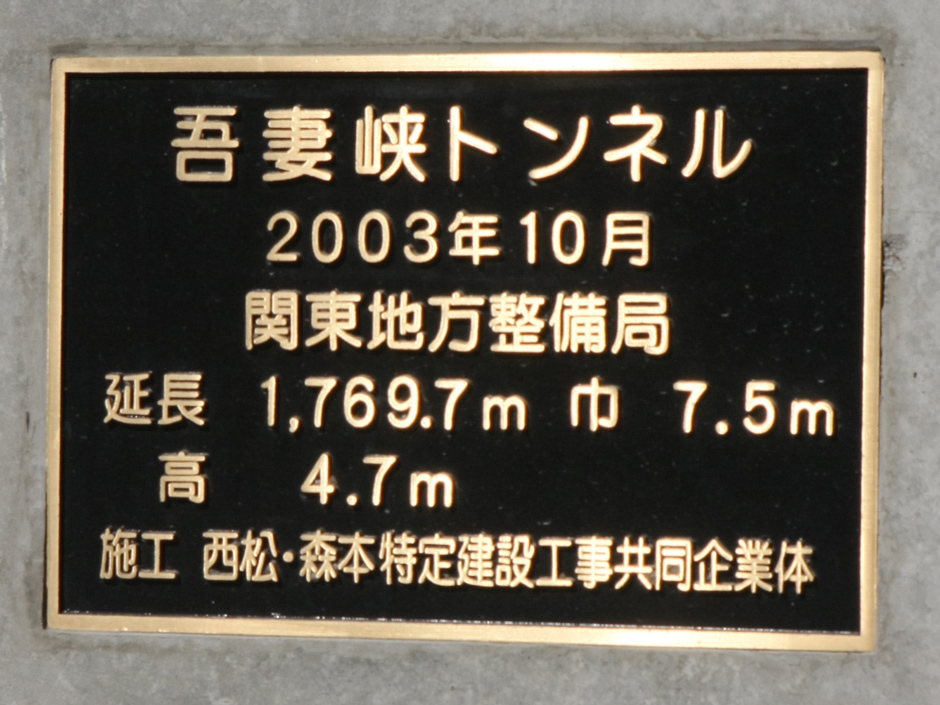 吾妻峡トンネル
2003年10月
関東地方整備局
延長 1,769.7m 巾 7.5m
高 4.7m
施工 西松・森本特定建設工事共同企業体